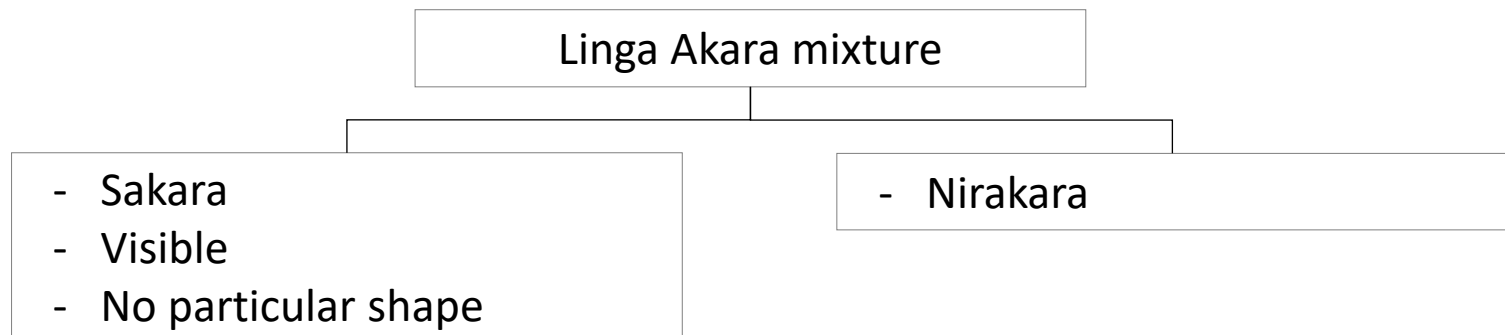 Linga Akara mixture
- Sakara
- Visible
- No particular shape
- Nirakara